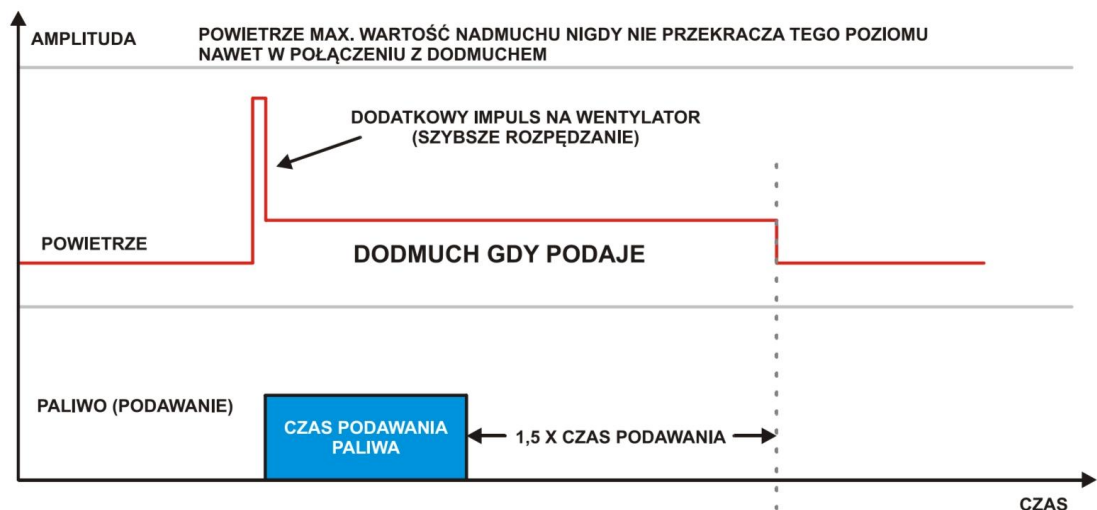 AMPLITUDA
POWIETRZE MAX. WARTOŚĆ NADMUCHU NIGDY NIE PRZEKRACZA TEGO POZIOMU
NAWET W POŁĄCZENIU Z DODMUCHEM
DODATKOWY IMPULS NA WENTYLATOR
(SZYBSZE ROZPĘDZANIE)
POWIETRZE
DODMUCH GDY PODAJE
PALIWO (PODAWANIE)
CZAS PODAWANIA
PALIWA
1,5 X CZAS PODAWANIA
CZAS